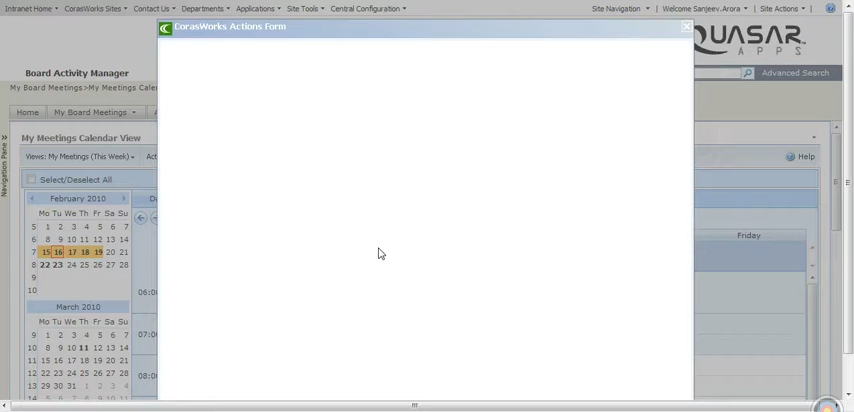 Intranet Home CorasWorks Sites Contact Us Departments Applications Site Tools Central Configuration Site Navigation Welcome Sanjeev.Arora Site Actions
CorasWorks Actions Form
QUASAR
APPS
Board Activity Manager
Advanced Search
My Board Meetings>My Meetings Cale
Home My Board Meetings A
Navigation Pane
My Meetings Calendar View
Views: My Meetings (This Week) Act
Help
Select/Deselect All
February 2010 Da
Mo Tu We Th Fr Sa Su
5 1 2 3 4 5 6 7
6 8 9 10 11 12 13 14
7 15 16 17 18 19 20 21
8 22 23 24 25 26 27 28
9
10
Friday
06:00
07:00
08:00
March 2010
Mo Tu We Th Fr Sa Su
9 1 2 3 4 5 6 7
10 8 9 10 11 12 13 14
11 15 16 17 18 19 20 21
12 22 23 24 25 26 27 28
13 29 30 31 1 2 3 4